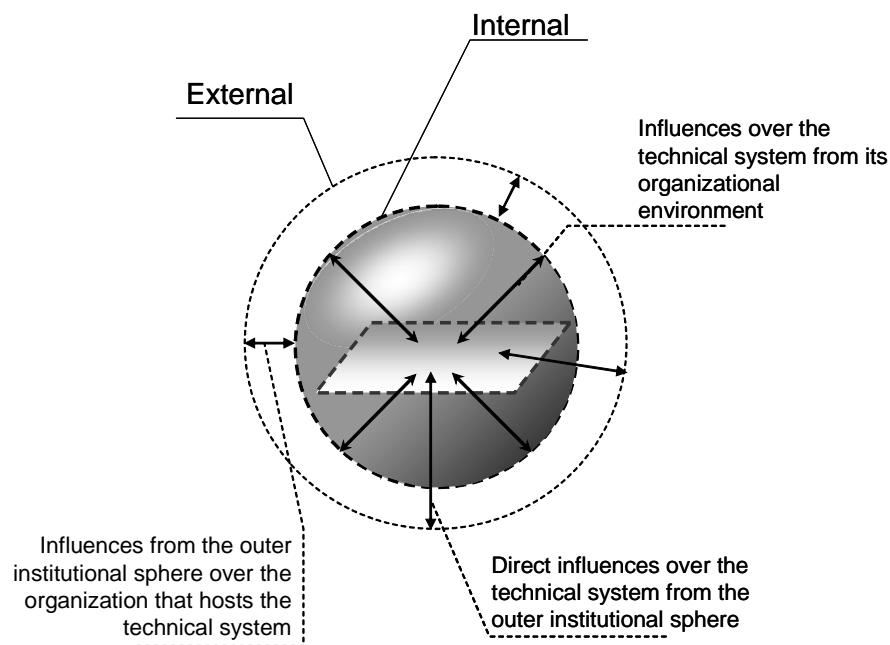 Internal
External
Influences over the
technical system from its
organizational
environment
Influences from the outer
institutional sphere over the
organization that hosts the
technical system
Direct influences over the
technical system from the
outer institutional sphere